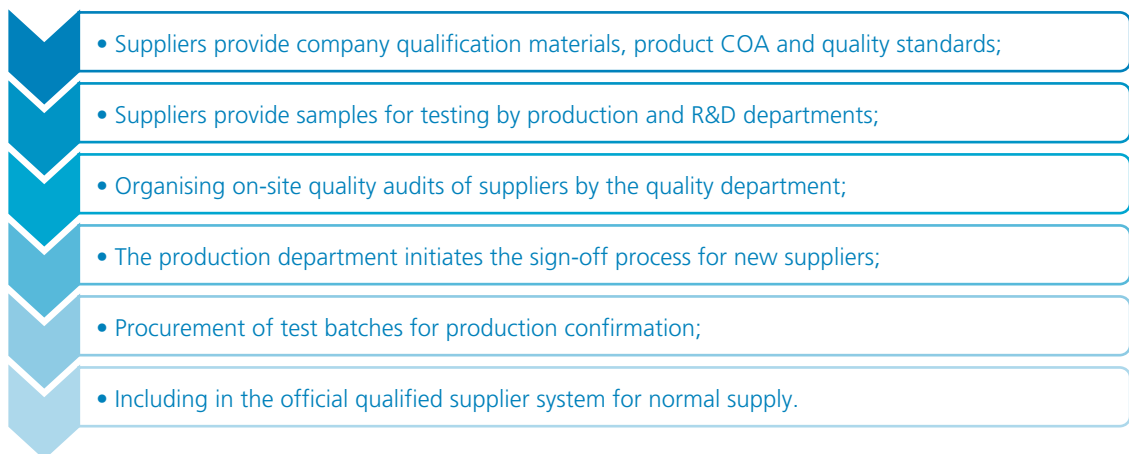 • Suppliers provide company qualification materials, product COA and quality standards;
• Suppliers provide samples for testing by production and R&D departments;
• Organising on-site quality audits of suppliers by the quality department;
• The production department initiates the sign-off process for new suppliers;
• Procurement of test batches for production confirmation;
• Including in the official qualified supplier system for normal supply.